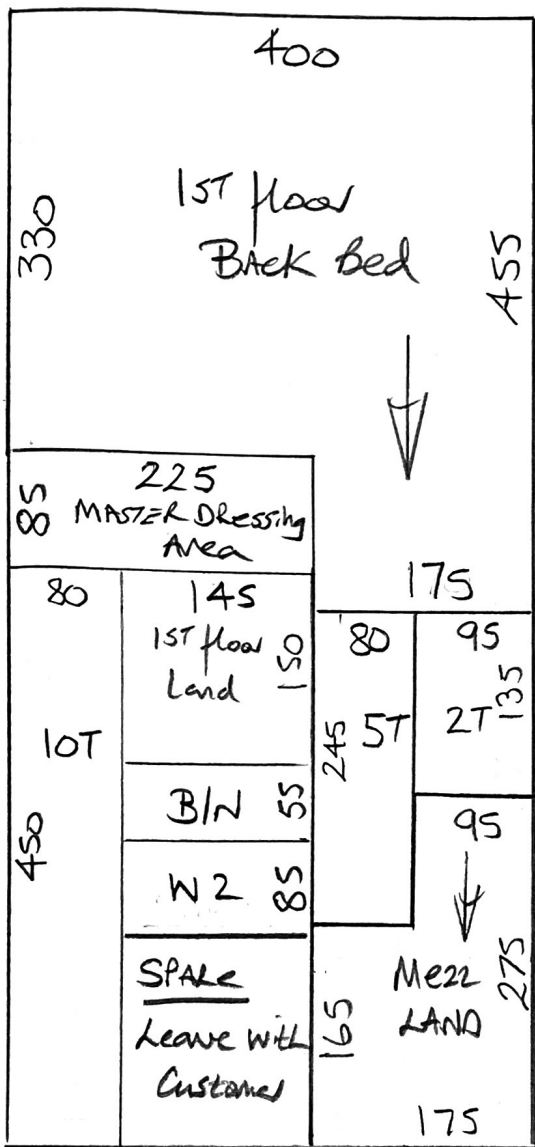 400
1ST floor
Back Bed
330
455
225
85
MASTER Dressing
Area
175
80
145
1ST floor
Land
150
10T
450
B/N
55
W2
85
SPARE
Leave with
Customer
80
95
245
5T
2T
135
95
Mezz
LAND
275
165
175